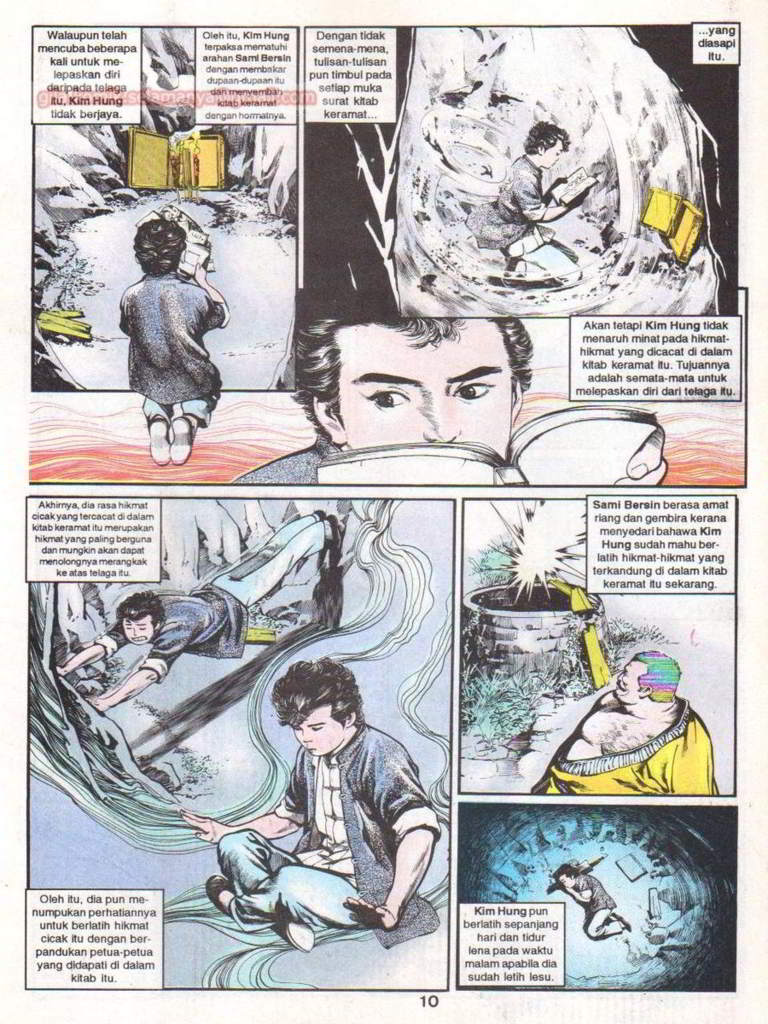 Walaupun telah
mencuba beberapa
kali untuk me-
lepaskan diri
daripada telaga
itu, Kim Hung
tidak berjaya.
Oleh itu, Kim Hung
terpaksa mematuhi
arahan Sami Bersin
dengan membakar
dupaan-dupaan itu
dan menyembah
kitab keramat
dengan hormatnya.
Dengan tidak
semena-mena,
tulisan-tulisan
pun timbul pada
setiap muka
surat kitab
keramat...
...yang
diasapi
itu.
Akan tetapi Kim Hung tidak
menaruh minat pada hikmat-
hikmat yang dicacat di dalam
kitab keramat itu. Tujuannya
adalah semata-mata untuk
melepaskan diri dari telaga itu.
Akhirnya, dia rasa hikmat
cicak yang tercacat di dalam
kitab keramat itu merupakan
hikmat yang paling berguna
dan mungkin akan dapat
menolongnya merangkak
ke atas telaga itu.
Oleh itu, dia pun me-
numpukan perhatiannya
untuk berlatih hikmat
cicak itu dengan ber-
pandukan petua-petua
yang didapati di dalam
kitab itu.
Sami Bersin berasa amat
riang dan gembira kerana
menyedari bahawa Kim
Hung sudah mahu ber-
latih hikmat-hikmat yang
terkandung di dalam kitab
keramat itu sekarang.
Kim Hung pun
berlatih sepanjang
hari dan tidur
lena pada waktu
malam apabila dia
sudah letih lesu.
10